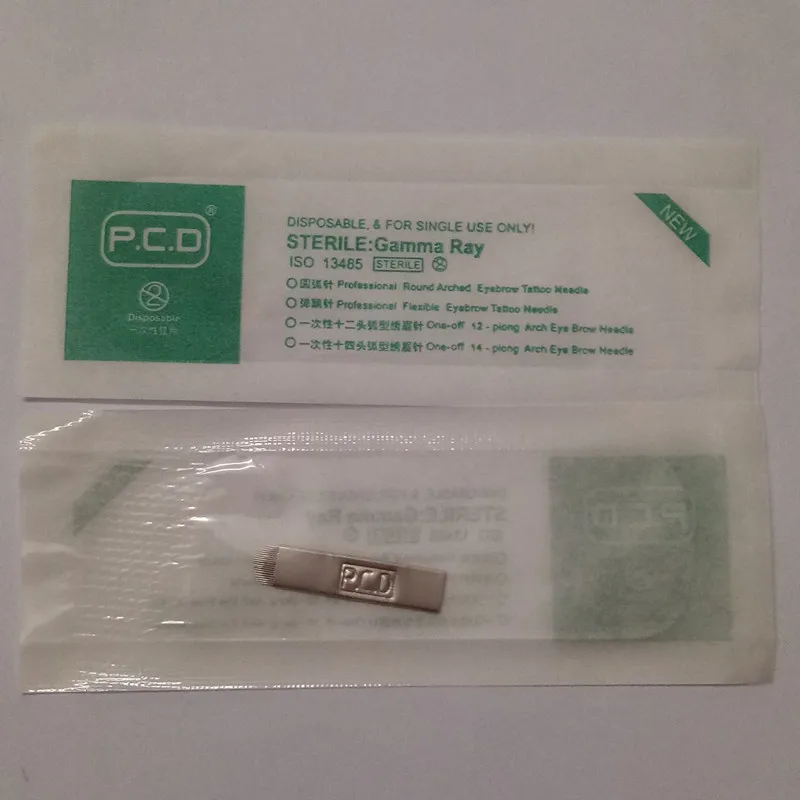 P.C.D®
Disposable
一次性使用
DISPOSABLE, & FOR SINGLE USE ONLY!
STERILE:Gamma Ray
ISO 13485 STERILE 2
圆弧针 Professional Round Arched Eyebrow Tattoo Needle
弹飘针 Professional Flexible Eyebrow Tattoo Needle
一次性十二头弧型绣眉针 One-off 12 - piong Arch Eye Brow Needle
一次性十四头弧型绣眉针 One-off 14 - piong Arch Eye Brow Needle
NEW
P.C.D